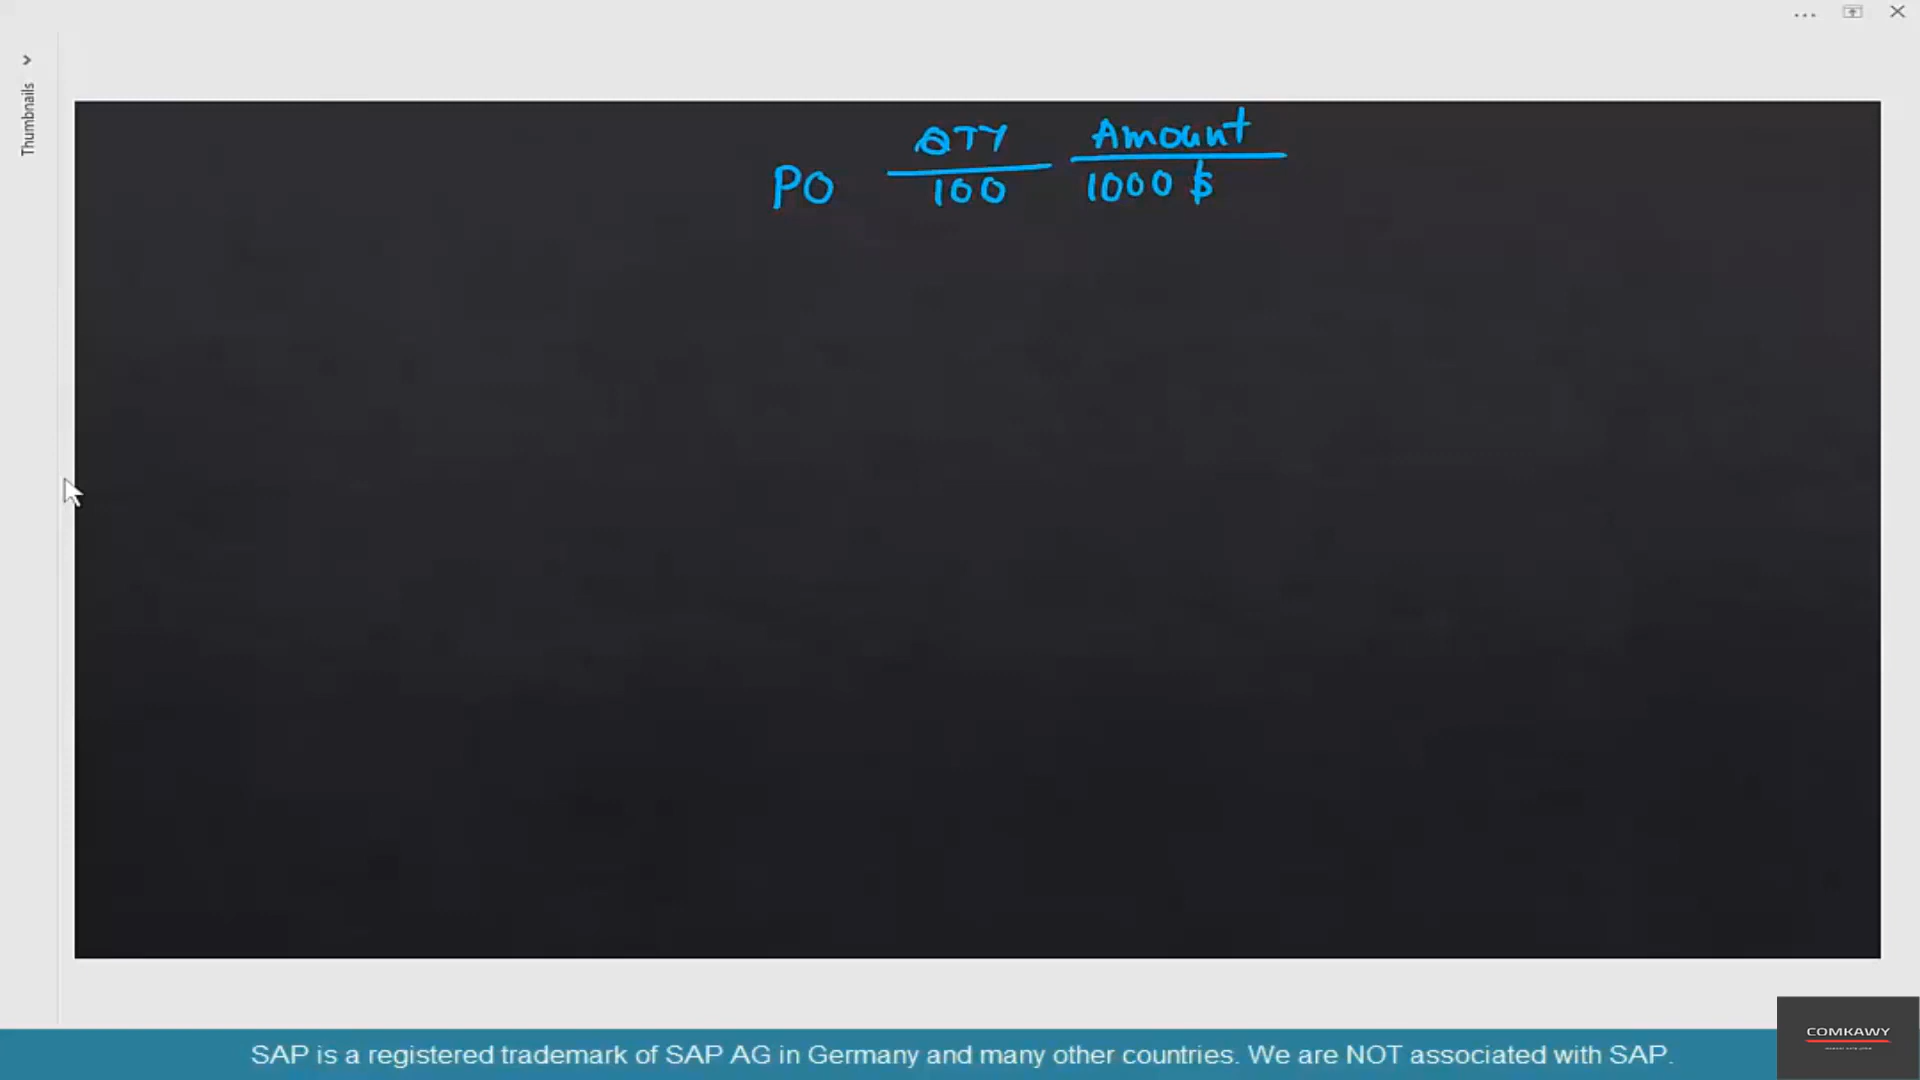 Thumbnails
QTY Amount
PO 100 1000 $
SAP is a registered trademark of SAP AG in Germany and many other countries. We are NOT associated with SAP.
COMKAWY